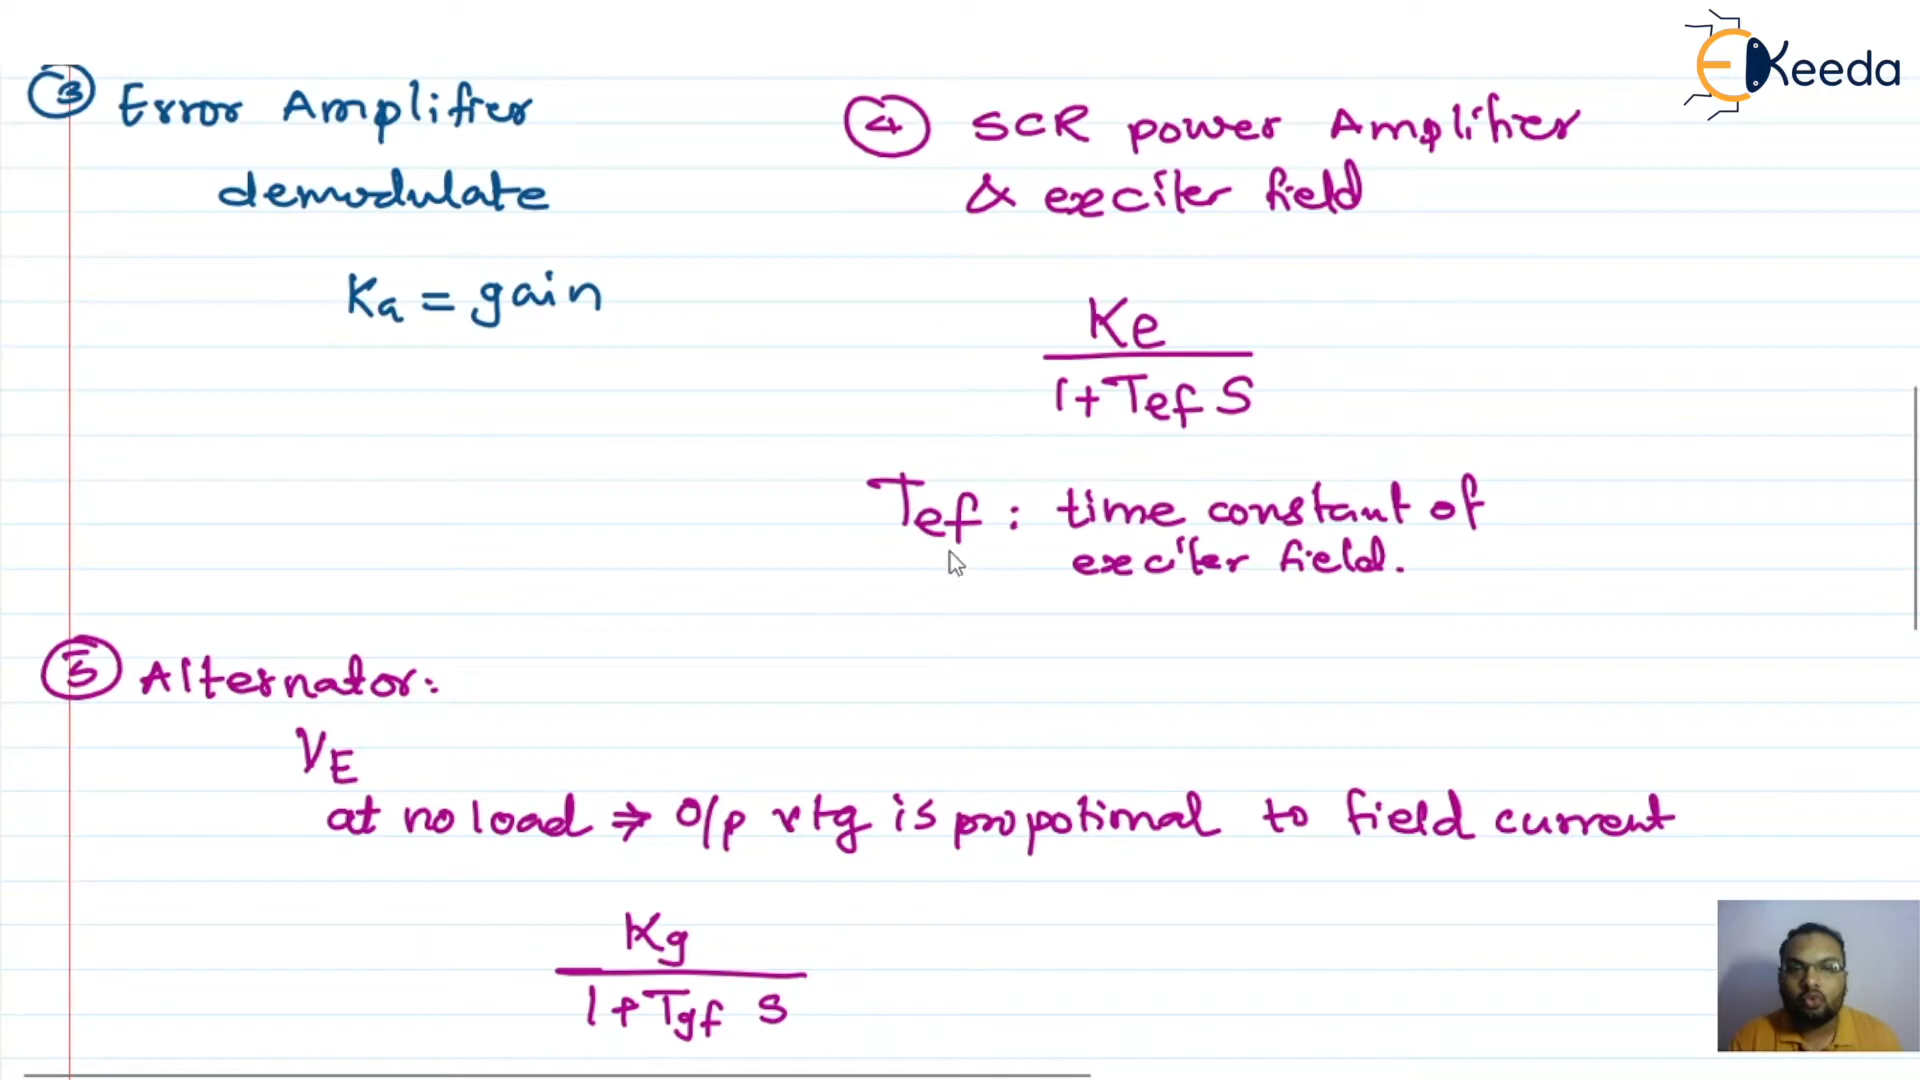 EKeeda
③ Error Amplifier
demodulate
Ka = gain
④ SCR power Amplifier
& exciter field
Ke
1+Tef S
Tef : time constant of
exciter field.
⑤ Alternator:
VE
at no load ⇒ O/p vtg is propotional to field current
Kg
1+Tgf S